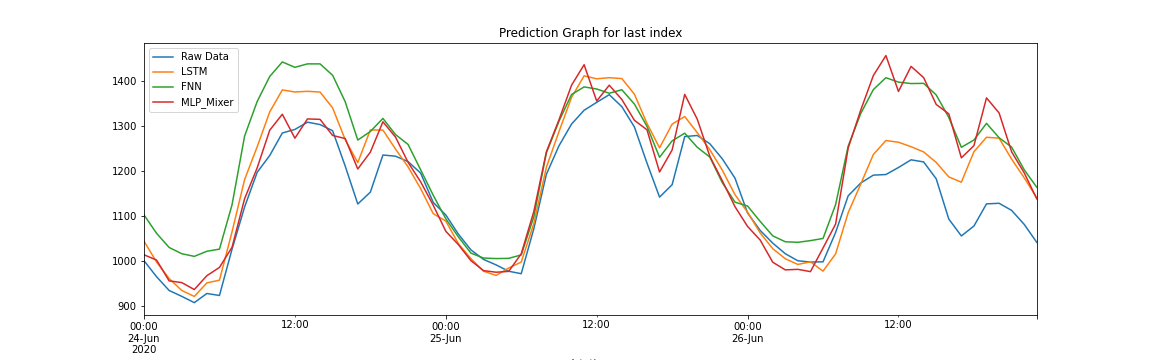 Prediction Graph for last index
Raw Data
LSTM
FNN
MLP_Mixer
1400
1300
1200
1100
1000
900
00:00
24-Jun
2020
12:00
00:00
25-Jun
12:00
00:00
26-Jun
12:00